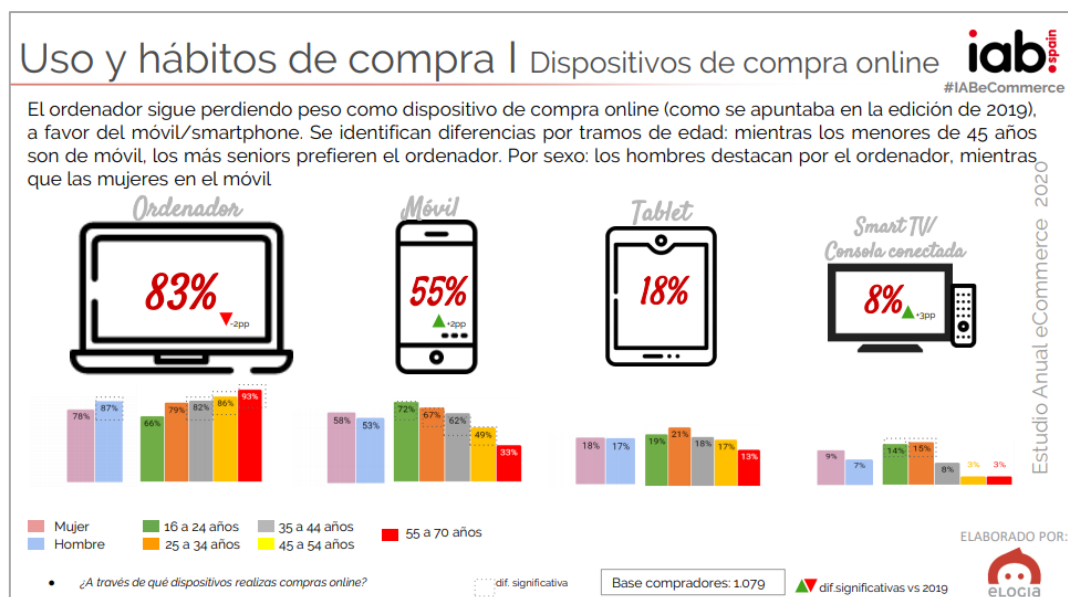 Uso y hábitos de compra | Dispositivos de compra online
iab spain
#IABeCommerce
El ordenador sigue perdiendo peso como dispositivo de compra online (como se apuntaba en la edición de 2019),
a favor del móvil/smartphone. Se identifican diferencias por tramos de edad: mientras los menores de 45 años
son de móvil, los más seniors prefieren el ordenador. Por sexo: los hombres destacan por el ordenador, mientras
que las mujeres en el móvil
Ordenador
83%
-2pp
78%
87%
66%
79%
82%
86%
93%
Móvil
55%
+2pp
58%
53%
72%
67%
62%
49%
33%
Tablet
18%
18%
17%
19%
21%
18%
17%
13%
Smart TV/
Consola conectada
8%
+3pp
9%
7%
14%
15%
8%
3%
3%
Estudio Anual eCommerce 2020
Mujer
Hombre
16 a 24 años
25 a 34 años
35 a 44 años
45 a 54 años
55 a 70 años
• ¿A través de qué dispositivos realizas compras online?
dif. significativa
Base compradores: 1.079
dif.significativas vs 2019
ELABORADO POR:
eLOGIA